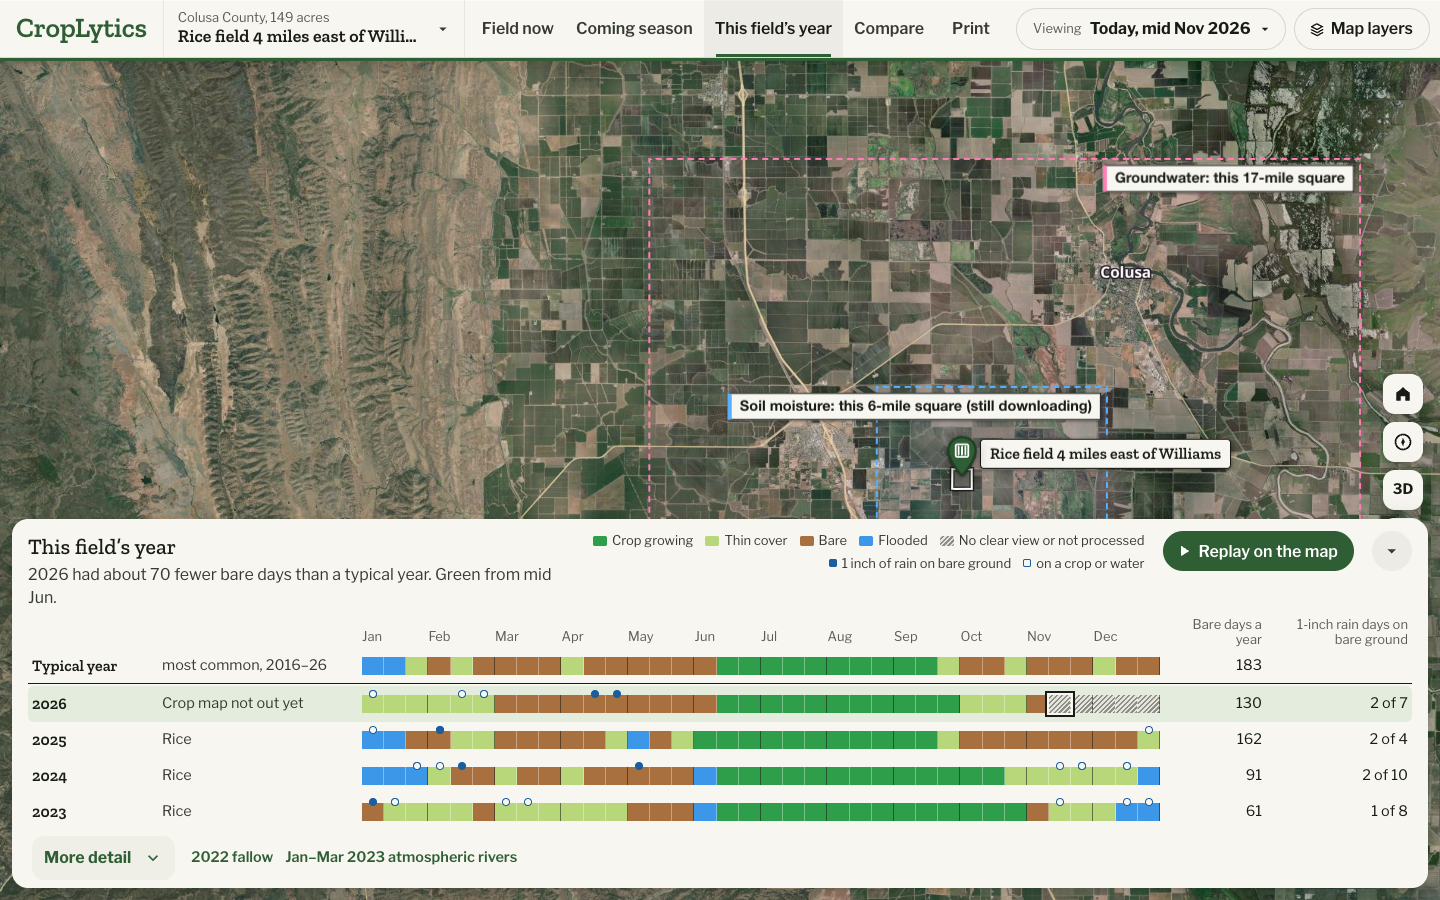 CropLytics
Colusa County, 149 acres
Rice field 4 miles east of Willi...
Field now
Coming season
This field's year
Compare
Print
Viewing Today, mid Nov 2026
Map layers
Groundwater: this 17-mile square
Colusa
Soil moisture: this 6-mile square (still downloading)
Rice field 4 miles east of Williams
3D
This field's year
2026 had about 70 fewer bare days than a typical year. Green from mid
Jun.
Crop growing Thin cover Bare Flooded No clear view or not processed
1 inch of rain on bare ground on a crop or water
Replay on the map
Jan Feb Mar Apr May Jun Jul Aug Sep Oct Nov Dec
Bare days a
year
1-inch rain days on
bare ground
Typical year most common, 2016–26 183
2026 Crop map not out yet 130 2 of 7
2025 Rice 162 2 of 4
2024 Rice 91 2 of 10
2023 Rice 61 1 of 8
More detail
2022 fallow
Jan–Mar 2023 atmospheric rivers